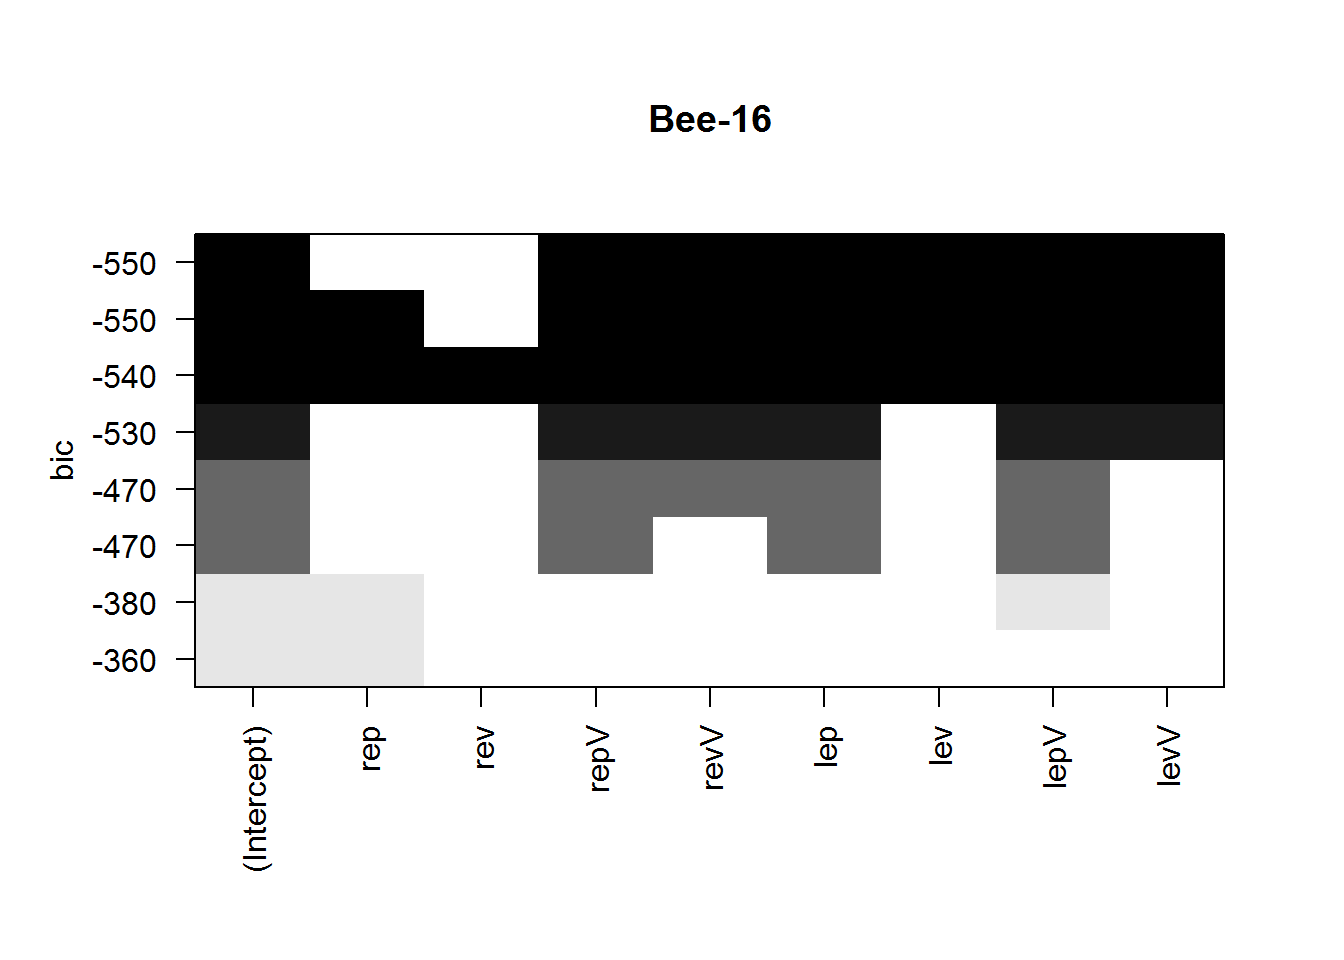 Bee-16
bic
-550
-550
-540
-530
-470
-470
-380
-360
(Intercept)
rep
rev
repV
revV
lep
lev
lepV
levV